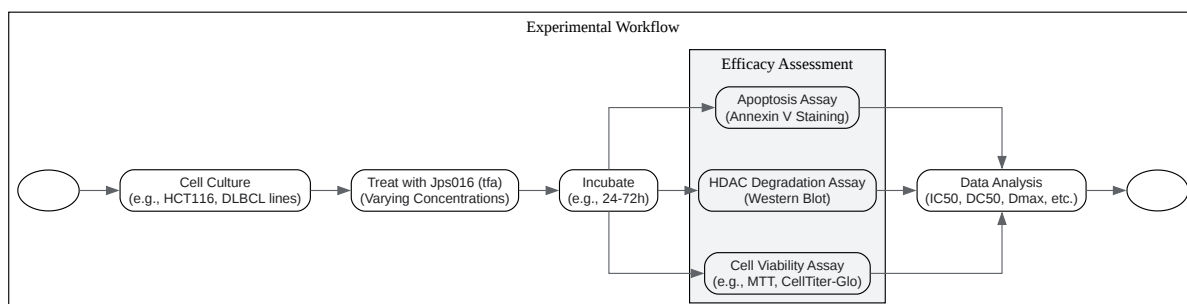 Experimental Workflow
Efficacy Assessment
Apoptosis Assay
(Annexin V Staining)
Cell Culture
(e.g., HCT116, DLBCL lines)
Treat with Jps016 (tfa)
(Varying Concentrations)
Incubate
(e.g., 24-72h)
HDAC Degradation Assay
(Western Blot)
Data Analysis
(IC50, DC50, Dmax, etc.)
Cell Viability Assay
(e.g., MTT, CellTiter-Glo)